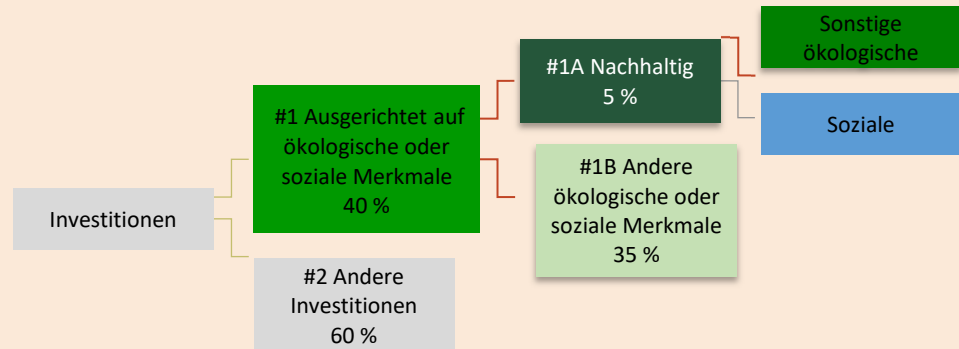 Investitionen
#1 Ausgerichtet auf
ökologische oder
soziale Merkmale
40 %
#2 Andere
Investitionen
60 %
#1A Nachhaltig
5 %
#1B Andere
ökologische oder
soziale Merkmale
35 %
Sonstige
ökologische
Soziale